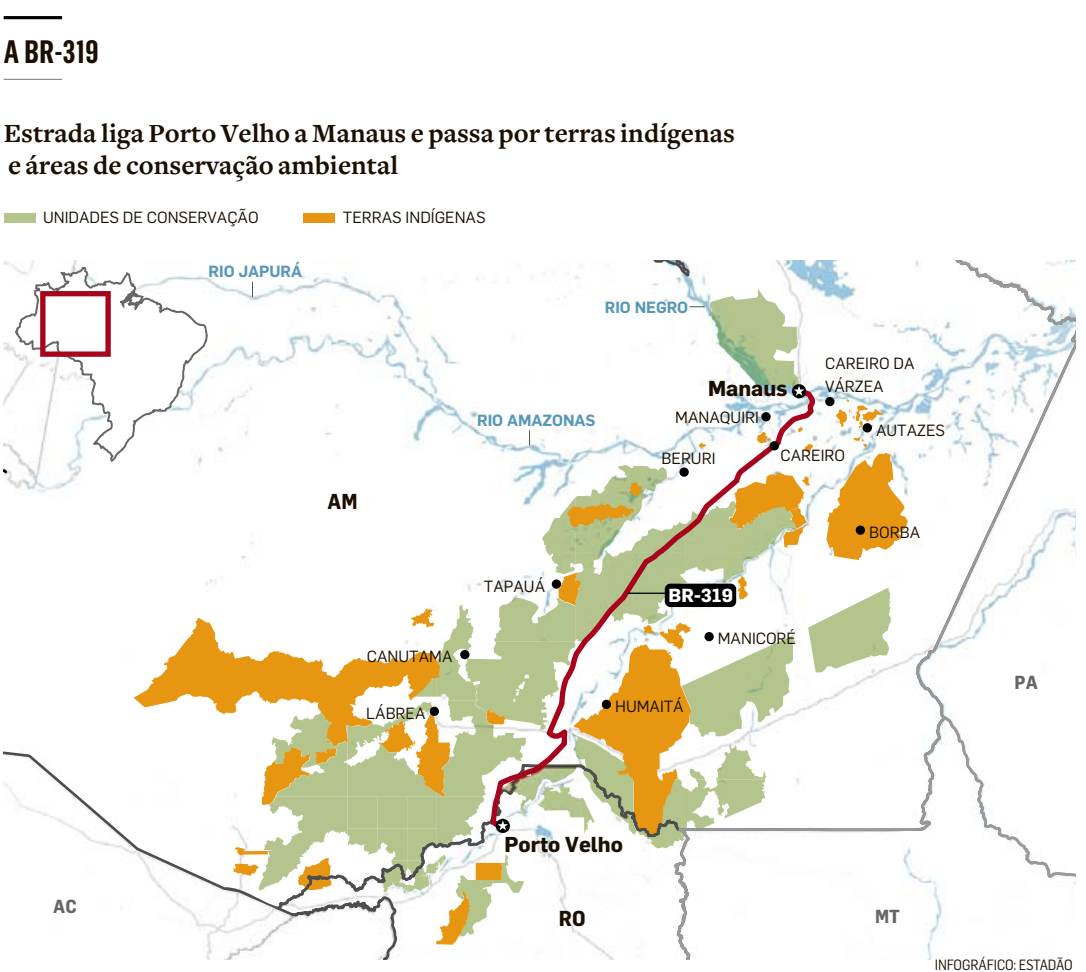 A BR-319
Estrada liga Porto Velho a Manaus e passa por terras indígenas
e áreas de conservação ambiental
UNIDADES DE CONSERVAÇÃO
TERRAS INDÍGENAS
RIO JAPURÁ
RIO NEGRO
CAREIRO DA
VÁRZEA
Manaus
MANAQUIRI
RIO AMAZONAS
AUTAZES
CAREIRO
BERURI
AM
BORBA
TAPAUÁ
BR-319
MANICORÉ
CANUTAMA
PA
HUMAITÁ
LÁBREA
Porto Velho
AC
RO
MT
INFOGRÁFICO: ESTADÃO